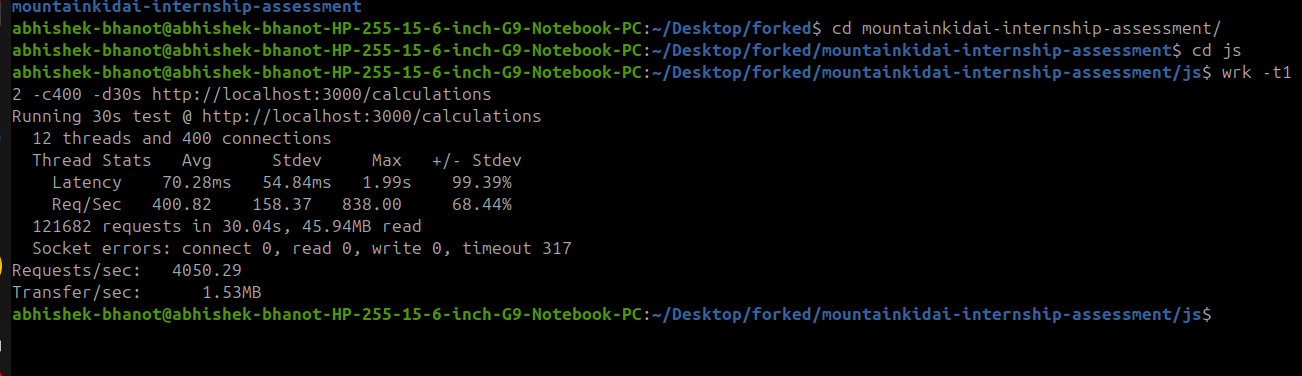 mountainkidai-internship-assessment
abhishek-bhanot@abhishek-bhanot-HP-255-15-6-inch-G9-Notebook-PC:~/Desktop/forked$ cd mountainkidai-internship-assessment/
abhishek-bhanot@abhishek-bhanot-HP-255-15-6-inch-G9-Notebook-PC:~/Desktop/forked/mountainkidai-internship-assessment$ cd js
abhishek-bhanot@abhishek-bhanot-HP-255-15-6-inch-G9-Notebook-PC:~/Desktop/forked/mountainkidai-internship-assessment/js$ wrk -t1
2 -c400 -d30s http://localhost:3000/calculations
Running 30s test @ http://localhost:3000/calculations
  12 threads and 400 connections
  Thread Stats   Avg      Stdev     Max   +/- Stdev
    Latency    70.28ms   54.84ms   1.99s    99.39%
    Req/Sec   400.82    158.37   838.00     68.44%
  121682 requests in 30.04s, 45.94MB read
  Socket errors: connect 0, read 0, write 0, timeout 317
Requests/sec:   4050.29
Transfer/sec:      1.53MB
abhishek-bhanot@abhishek-bhanot-HP-255-15-6-inch-G9-Notebook-PC:~/Desktop/forked/mountainkidai-internship-assessment/js$